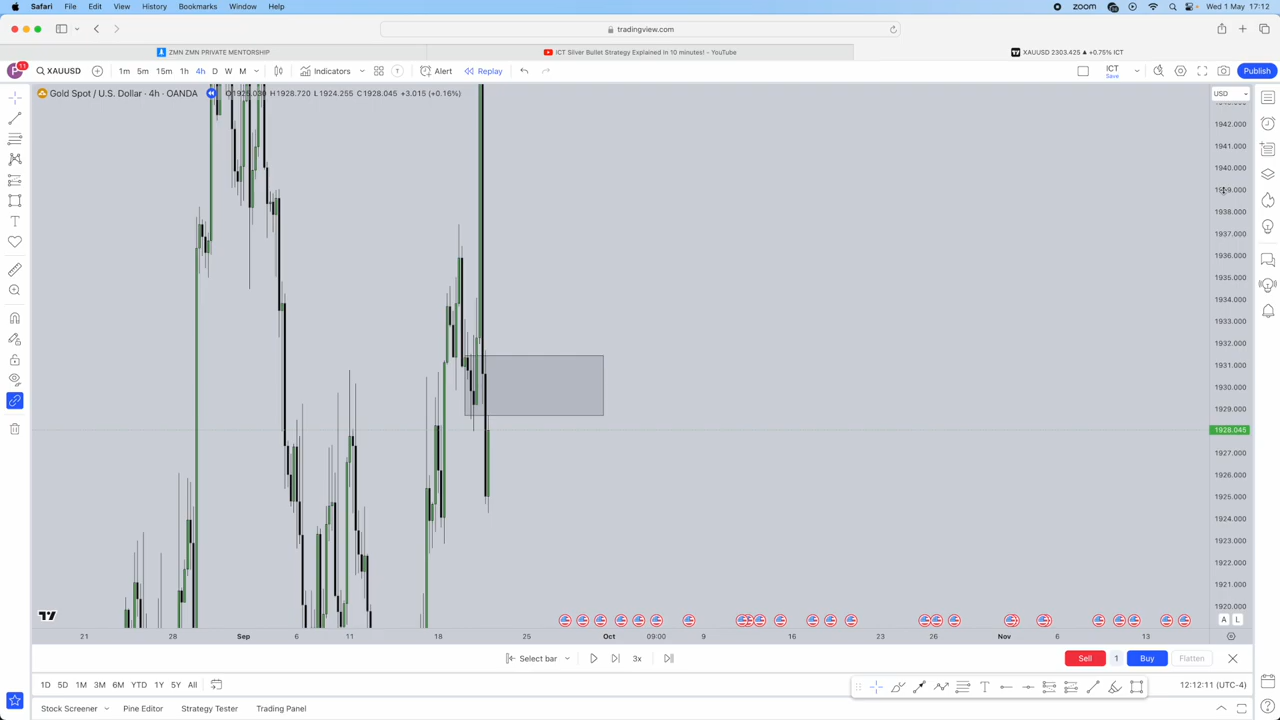 Safari File Edit View History Bookmarks Window Help zoom Wed 1 May 17:12
tradingview.com
ZMN ZMN PRIVATE MENTORSHIP ICT Silver Bullet Strategy Explained In 10 minutes! - YouTube XAUUSD 2303.425 ▲ +0.75% ICT
11 XAUUSD 1m 5m 15m 1h 4h D W M Indicators Alert Replay ICT Save Publish
Gold Spot / U.S. Dollar · 4h · OANDA H1928.720 L1924.255 C1928.045 +3.015 (+0.16%) USD
1942.000
1941.000
1940.000
1939.000
1938.000
1937.000
1936.000
1935.000
1934.000
1933.000
1932.000
1931.000
1930.000
1929.000
1928.045
1927.000
1926.000
1925.000
1924.000
1923.000
1922.000
1921.000
1920.000
A L
21 28 Sep 6 11 18 25 Oct 09:00 9 16 23 26 Nov 6 13
Select bar 3x Sell 1 Buy Flatten
1D 5D 1M 3M 6M YTD 1Y 5Y All 12:12:11 (UTC-4)
Stock Screener Pine Editor Strategy Tester Trading Panel